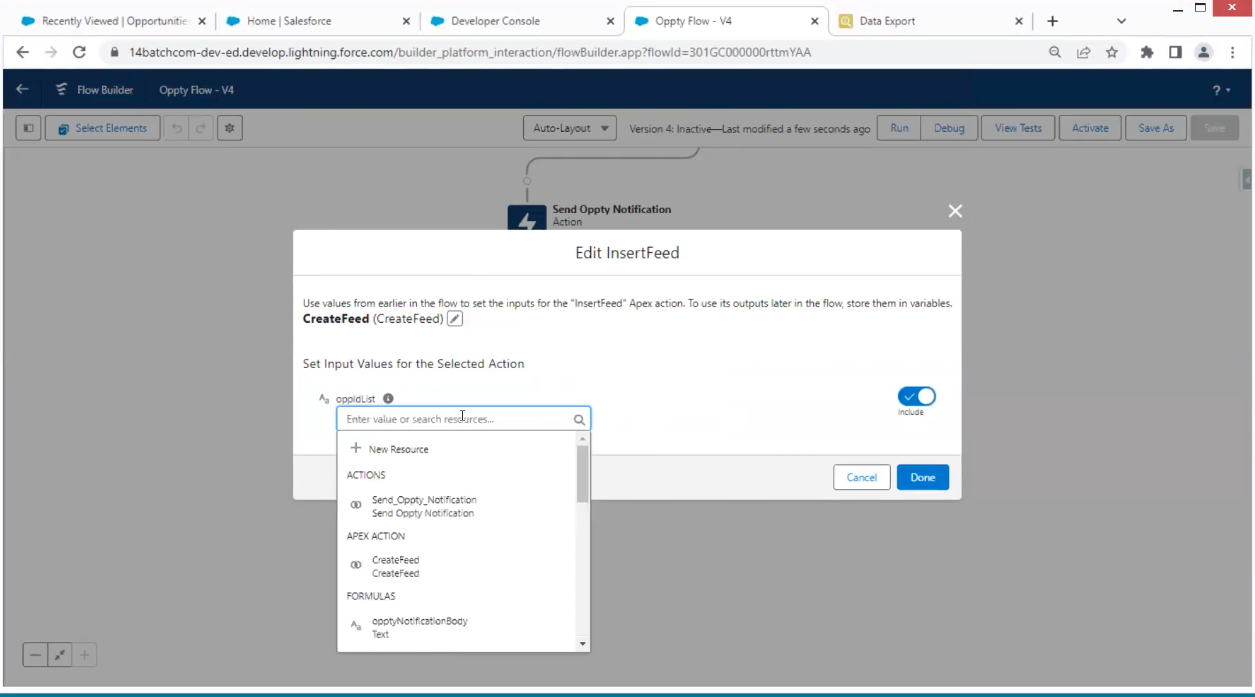 Recently Viewed | Opportunitie
Home | Salesforce
Developer Console
Oppty Flow - V4
Data Export
14batchcom-dev-ed.develop.lightning.force.com/builder_platform_interaction/flowBuilder.app?flowId=301GC000000rttmYAA
Flow Builder
Oppty Flow - V4
?
Select Elements
Auto-Layout
Version 4: Inactive—Last modified a few seconds ago
Run
Debug
View Tests
Activate
Save As
Save
Send Oppty Notification
Action
Edit InsertFeed
Use values from earlier in the flow to set the inputs for the "InsertFeed" Apex action. To use its outputs later in the flow, store them in variables.
CreateFeed (CreateFeed)
Set Input Values for the Selected Action
Aa oppIdList
Include
Enter value or search resources...
New Resource
ACTIONS
Send_Oppty_Notification
Send Oppty Notification
APEX ACTION
CreateFeed
CreateFeed
FORMULAS
Aa opptyNotificationBody
Text
Cancel
Done